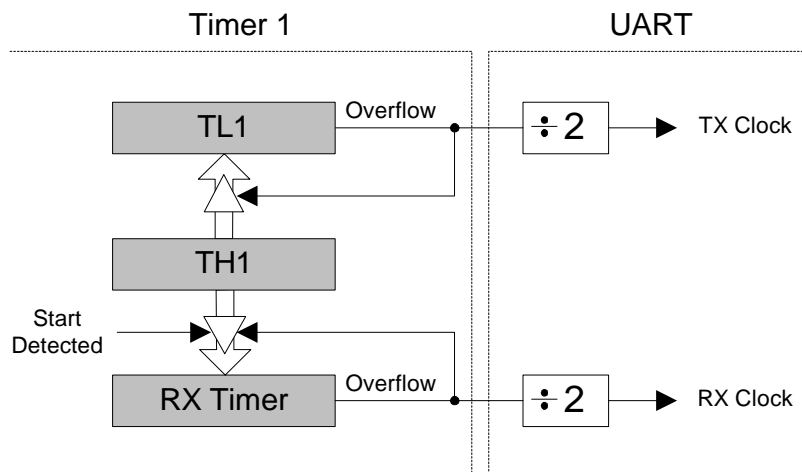 Timer 1
UART
TL1
Overflow
÷ 2
TX Clock
TH1
Start
Detected
RX Timer
Overflow
÷ 2
RX Clock